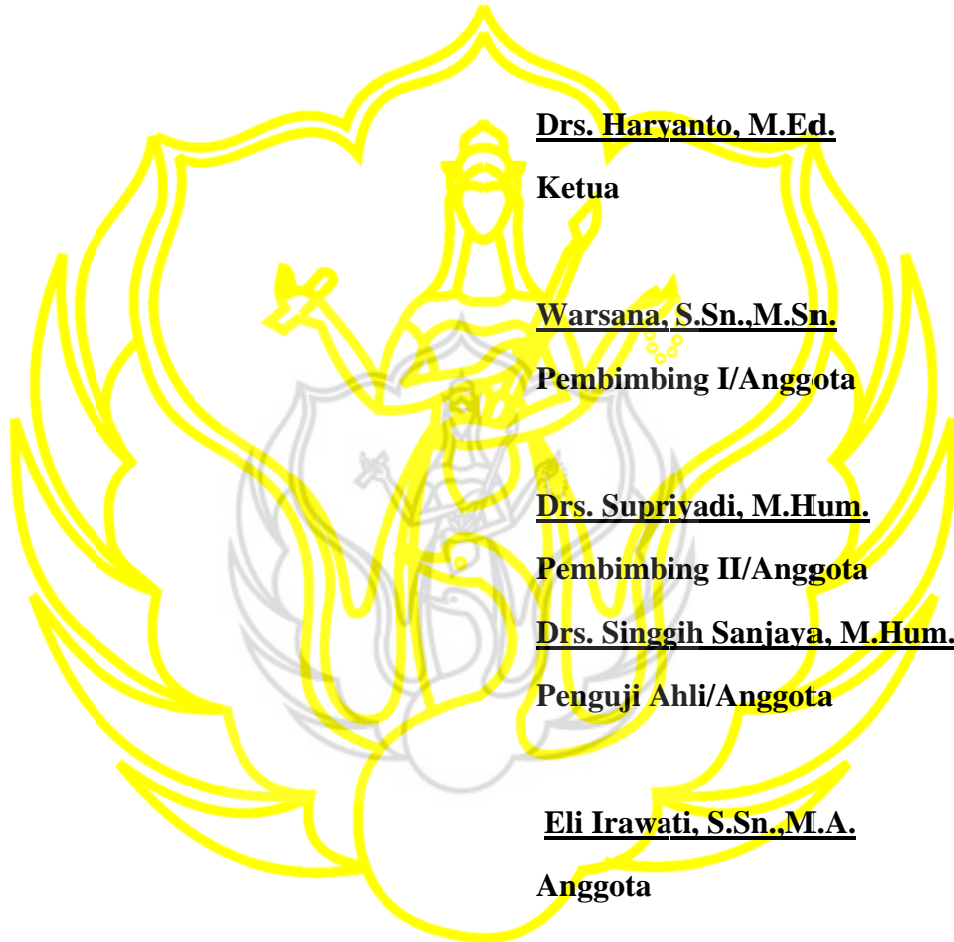 Drs. Haryanto, M.Ed.
Ketua
Warsana, S.Sn.,M.Sn.
Pembimbing I/Anggota
Drs. Supriyadi, M.Hum.
Pembimbing II/Anggota
Drs. Singgih Sanjaya, M.Hum.
Penguji Ahli/Anggota
Eli Irawati, S.Sn.,M.A.
Anggota